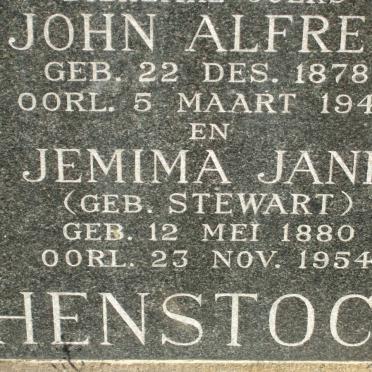 JOHN ALFRE
GEB. 22 DES. 1878
OORL. 5 MAART 194
EN
JEMIMA JANE
(GEB. STEWART)
GEB. 12 MEI 1880
OORL. 23 NOV. 1954
HENSTOC